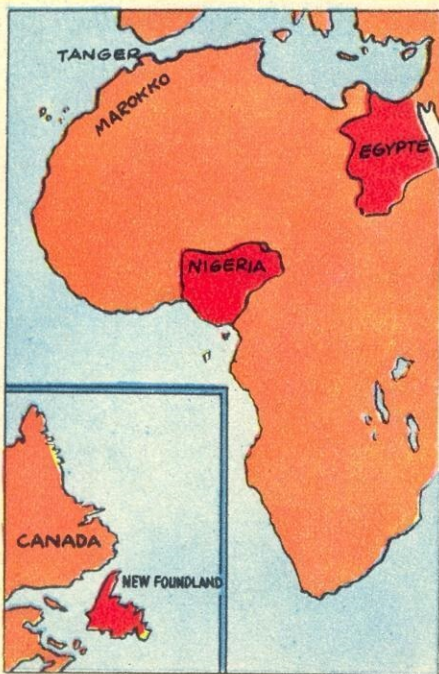 TANGER
MAROKKO
EGYPTE
NIGERIA
CANADA
NEW FOUNDLAND